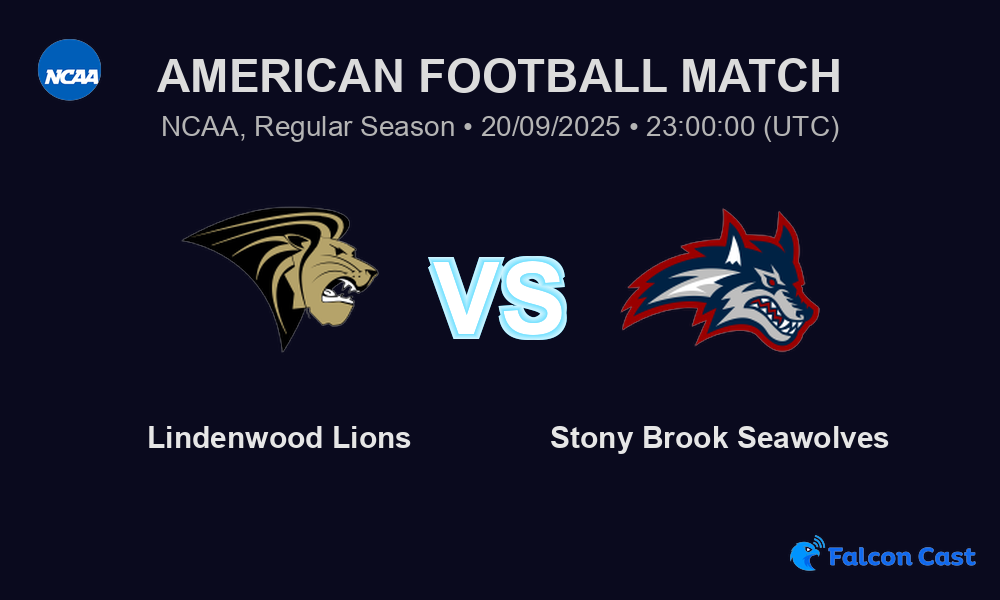 NCAA
AMERICAN FOOTBALL MATCH
NCAA, Regular Season • 20/09/2025 • 23:00:00 (UTC)
VS
Lindenwood Lions
Stony Brook Seawolves
Falcon Cast